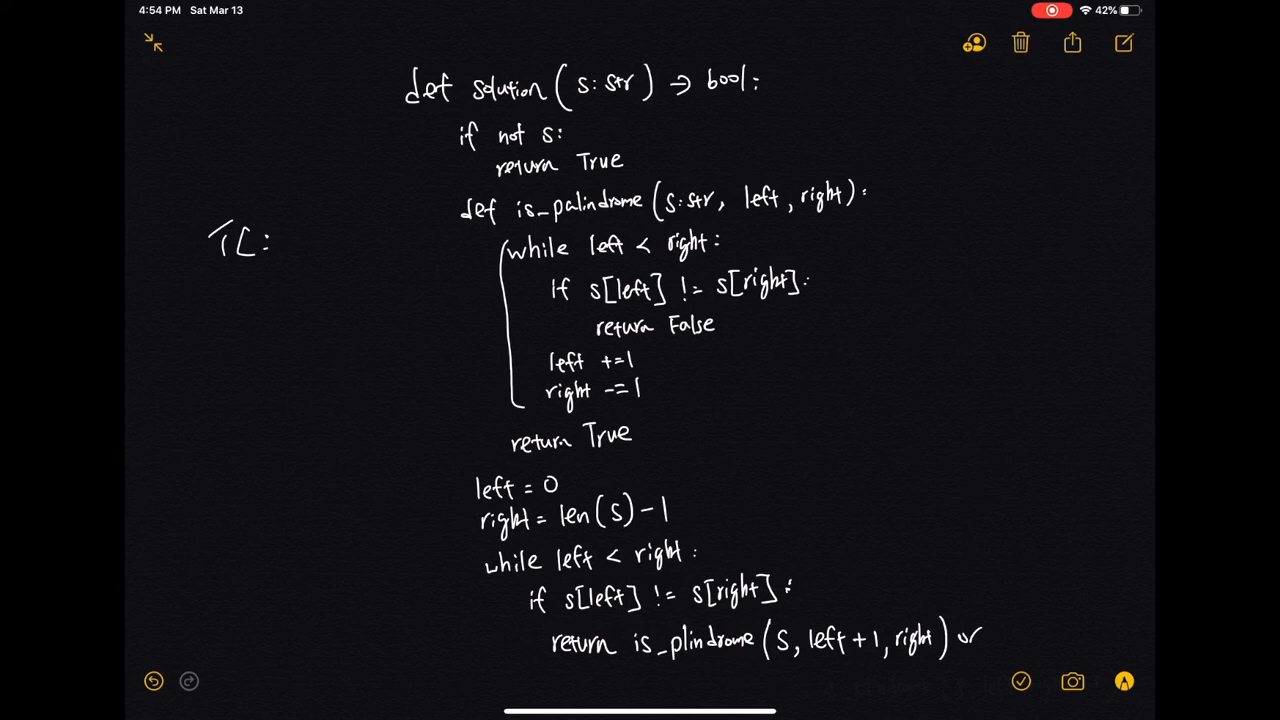 4:54 PM Sat Mar 13
42%
def solution(s:str) → bool:
if not s:
return True
def is_palindrome(s:str, left, right):
TC:
while left < right:
if s[left] != s[right]:
return False
left +=1
right -=1
return True
left = 0
right = len(s)-1
while left < right:
if s[left] != s[right]:
return is_plindrome(s, left+1, right) or